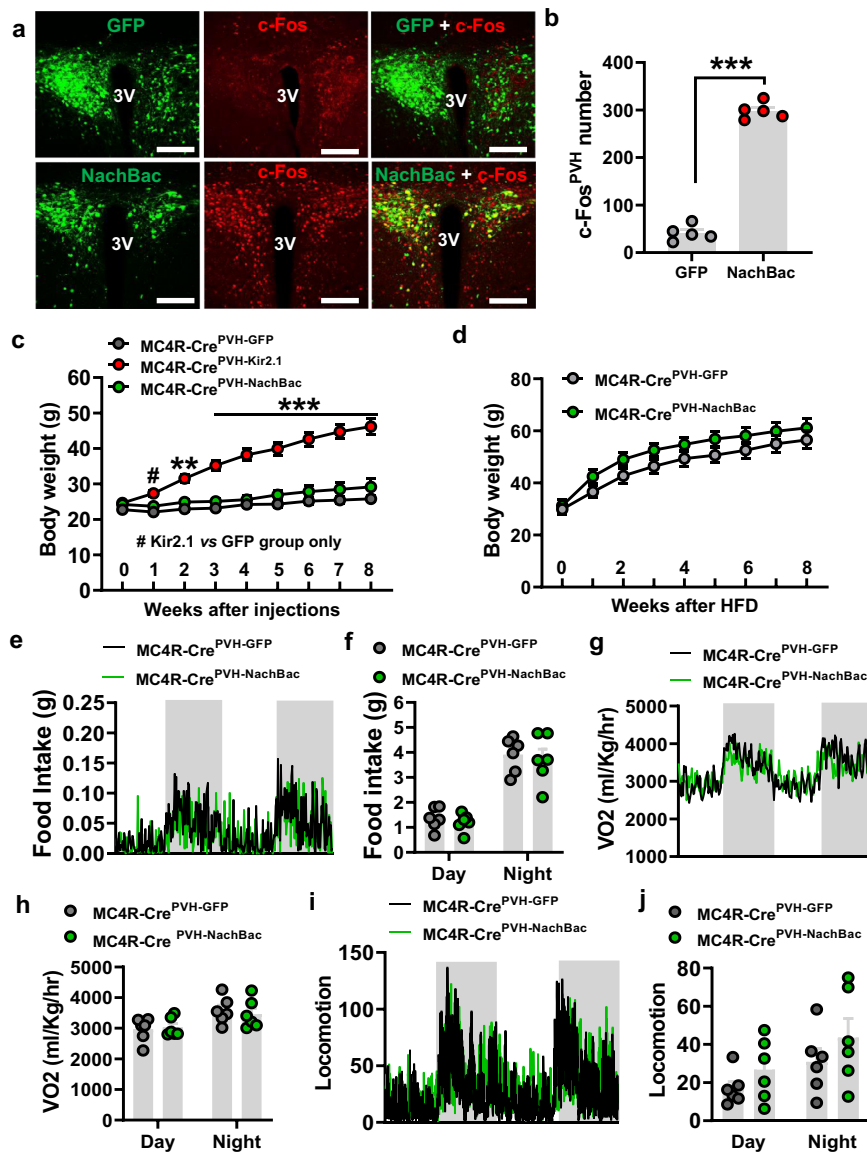 a
GFP
c-Fos
GFP + c-Fos
3V
3V
3V
NachBac
c-Fos
NachBac + c-Fos
3V
3V
3V
b
c-Fos^PVH number
400
300
200
100
0
***
GFP
NachBac
c
MC4R-Cre^PVH-GFP
MC4R-Cre^PVH-Kir2.1
MC4R-Cre^PVH-NachBac
Body weight (g)
60
50
40
30
20
10
0
#
**
***
# Kir2.1 vs GFP group only
0 1 2 3 4 5 6 7 8
Weeks after injections
d
MC4R-Cre^PVH-GFP
MC4R-Cre^PVH-NachBac
Body weight (g)
80
60
40
20
0
0 2 4 6 8
Weeks after HFD
e
MC4R-Cre^PVH-GFP
MC4R-Cre^PVH-NachBac
Food Intake (g)
0.25
0.20
0.15
0.10
0.05
0.00
f
MC4R-Cre^PVH-GFP
MC4R-Cre^PVH-NachBac
Food intake (g)
6
5
4
3
2
1
0
Day Night
g
MC4R-Cre^PVH-GFP
MC4R-Cre^PVH-NachBac
VO2 (ml/Kg/hr)
5000
4000
3000
2000
1000
h
MC4R-Cre^PVH-GFP
MC4R-Cre^PVH-NachBac
VO2 (ml/Kg/hr)
5000
4000
3000
2000
1000
0
Day Night
i
MC4R-Cre^PVH-GFP
MC4R-Cre^PVH-NachBac
Locomotion
150
100
50
0
j
MC4R-Cre^PVH-GFP
MC4R-Cre^PVH-NachBac
Locomotion
80
60
40
20
0
Day Night